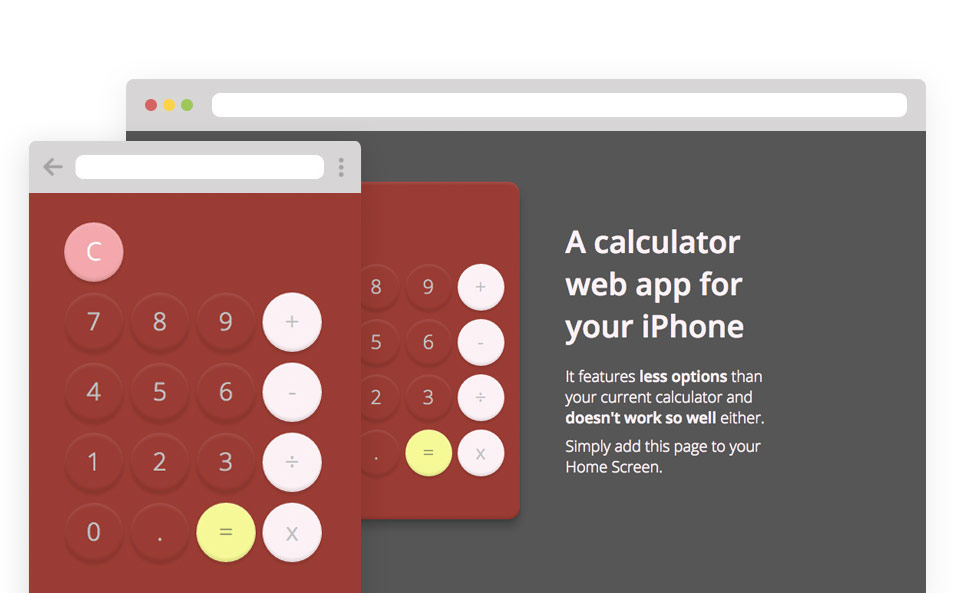 C
7 8 9 +
4 5 6 -
1 2 3 ÷
0 . = x
8 9 +
5 6 -
2 3 ÷
. = x
A calculator
web app for
your iPhone
It features less options than
your current calculator and
doesn't work so well either.
Simply add this page to your
Home Screen.